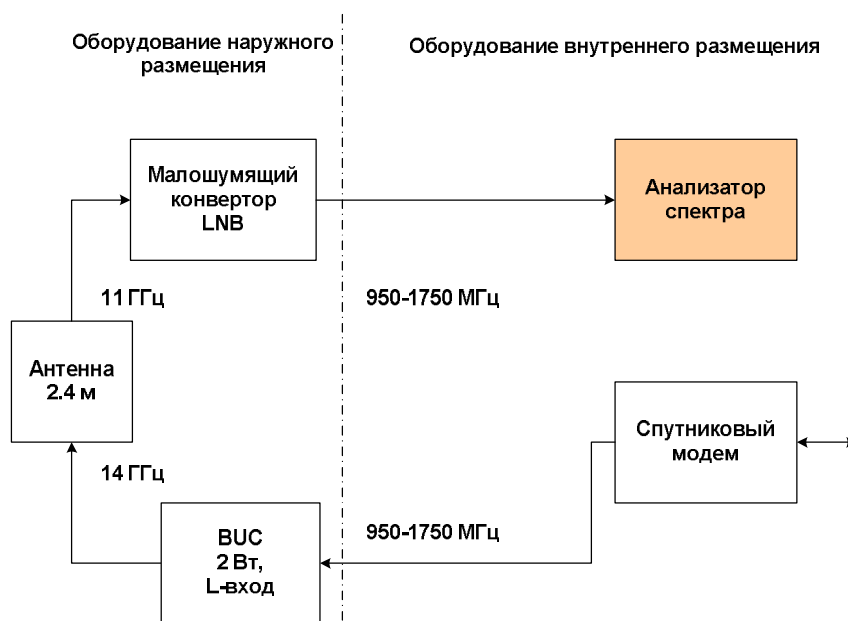 Оборудование наружного
размещения
Оборудование внутреннего размещения
Малошумящий
конвертор
LNB
Анализатор
спектра
11 ГГц
950-1750 МГц
Антенна
2.4 м
Спутниковый
модем
14 ГГц
950-1750 МГц
BUC
2 Вт,
L-вход